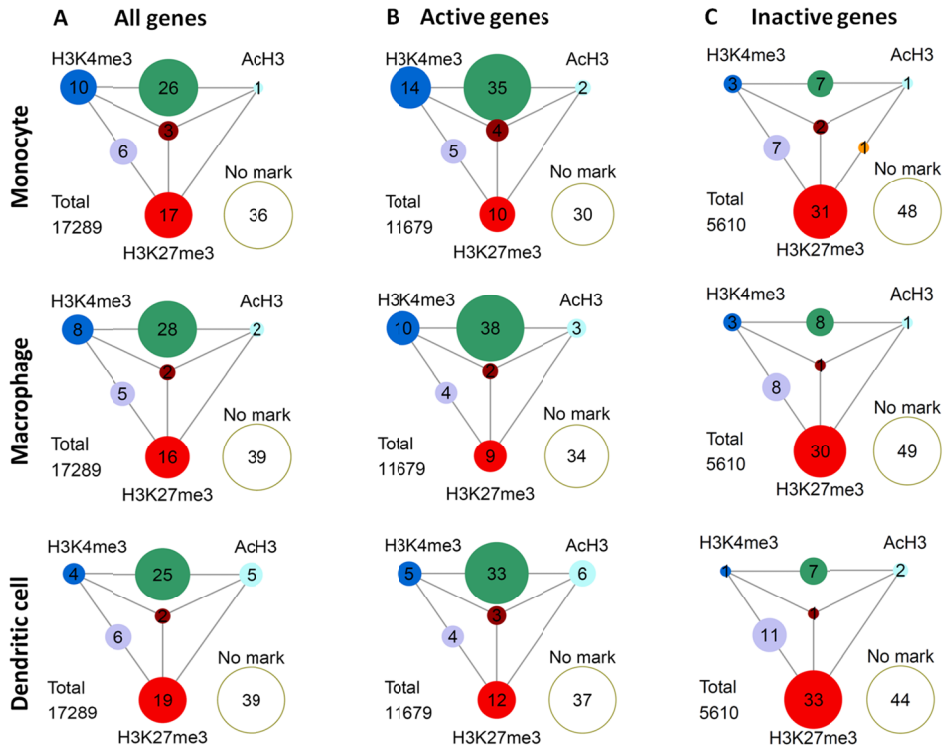 A All genes
B Active genes
C Inactive genes
Monocyte
H3K4me3 AcH3
10 26 1
3
6
No mark
Total
17289
17 36
H3K27me3
H3K4me3 AcH3
14 35 2
4
5
No mark
Total
11679
10 30
H3K27me3
H3K4me3 AcH3
3 7 1
2
7 1
No mark
Total
5610
31 48
H3K27me3
Macrophage
H3K4me3 AcH3
8 28 2
2
5
No mark
Total
17289
16 39
H3K27me3
H3K4me3 AcH3
10 38 3
2
4
No mark
Total
11679
9 34
H3K27me3
H3K4me3 AcH3
3 8 1
1
8
No mark
Total
5610
30 49
H3K27me3
Dendritic cell
H3K4me3 AcH3
4 25 5
2
6
No mark
Total
17289
19 39
H3K27me3
H3K4me3 AcH3
5 33 6
3
4
No mark
Total
11679
12 37
H3K27me3
H3K4me3 AcH3
1 7 2
1
11
No mark
Total
5610
33 44
H3K27me3